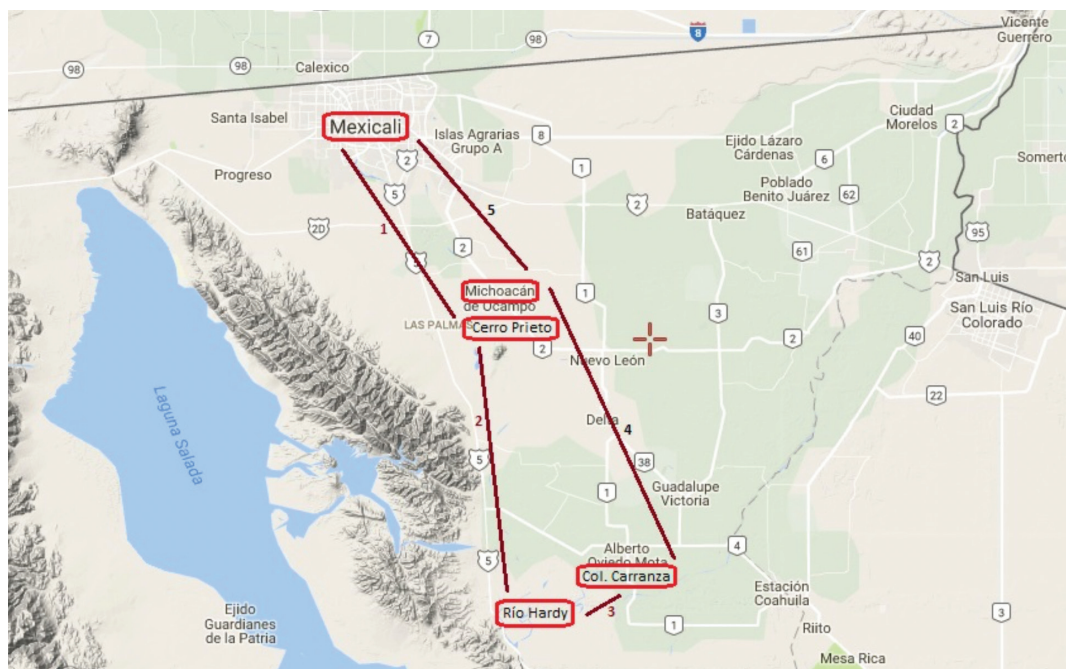 Vicente
Guerrero
8
7
98
98
98
Calexico
Santa Isabel
Mexicali
Islas Agrarias
Grupo A
8
Ciudad
Morelos
2
Ejido Lázaro
Cárdenas
6
Somerto
2
1
Progreso
5
Poblado
Benito Juárez
62
5
2
Batáquez
1
2D
2
61
95
5
2
San Luis
Michoacán
de Ocampo
1
San Luis Río
Colorado
LAS PALMAS
Cerro Prieto
3
2
40
2
Nuevo León
22
Laguna Salada
2
Delta
4
5
38
1
Guadalupe
Victoria
Alberto
Oviedo Mota
4
5
Col. Carranza
Estación
Coahuila
Ejido
Guardianes
de la Patria
Río Hardy
3
1
3
Riito
Mesa Rica